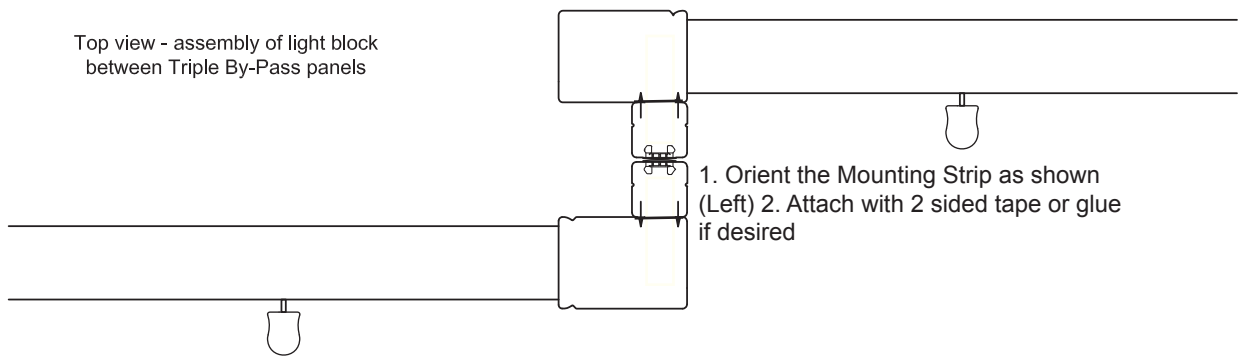 Top view - assembly of light block
between Triple By-Pass panels
1. Orient the Mounting Strip as shown
(Left) 2. Attach with 2 sided tape or glue
if desired